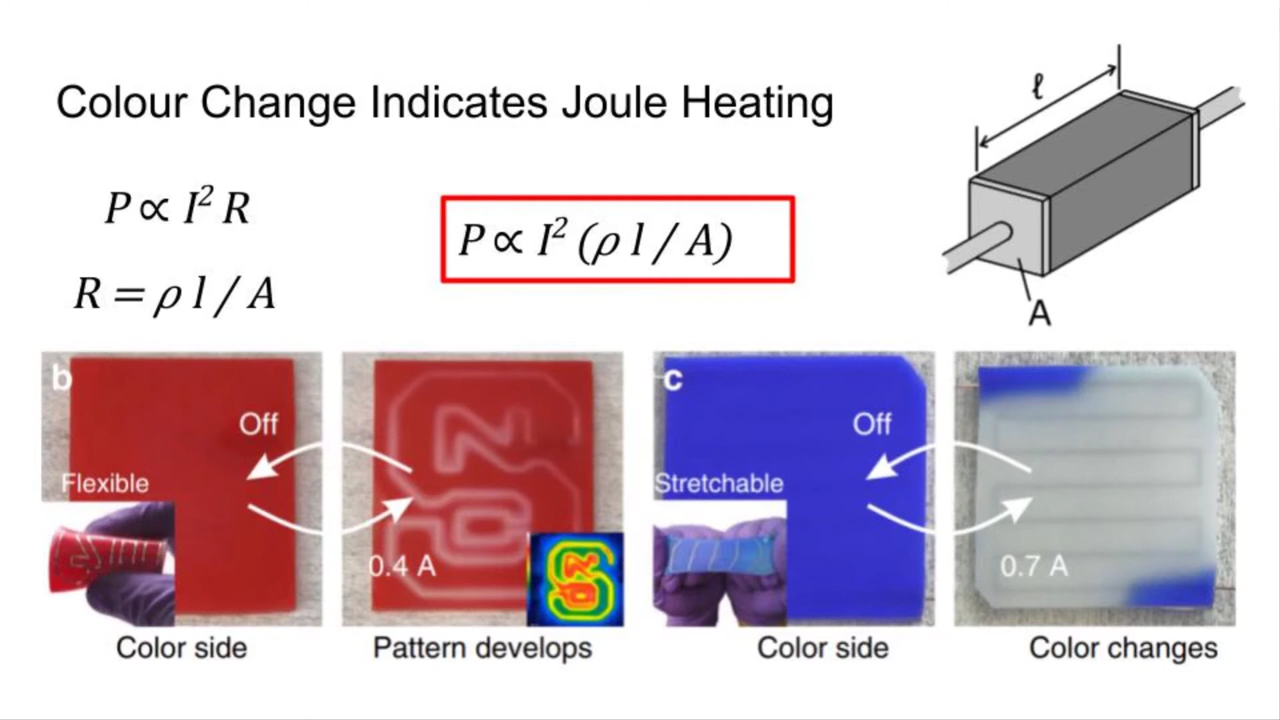 Colour Change Indicates Joule Heating
P ∝ I² R
R = ρ l / A
P ∝ I² (ρ l / A)
ℓ
A
b
Off
Flexible
0.4 A
Color side
Pattern develops
c
Off
Stretchable
0.7 A
Color side
Color changes